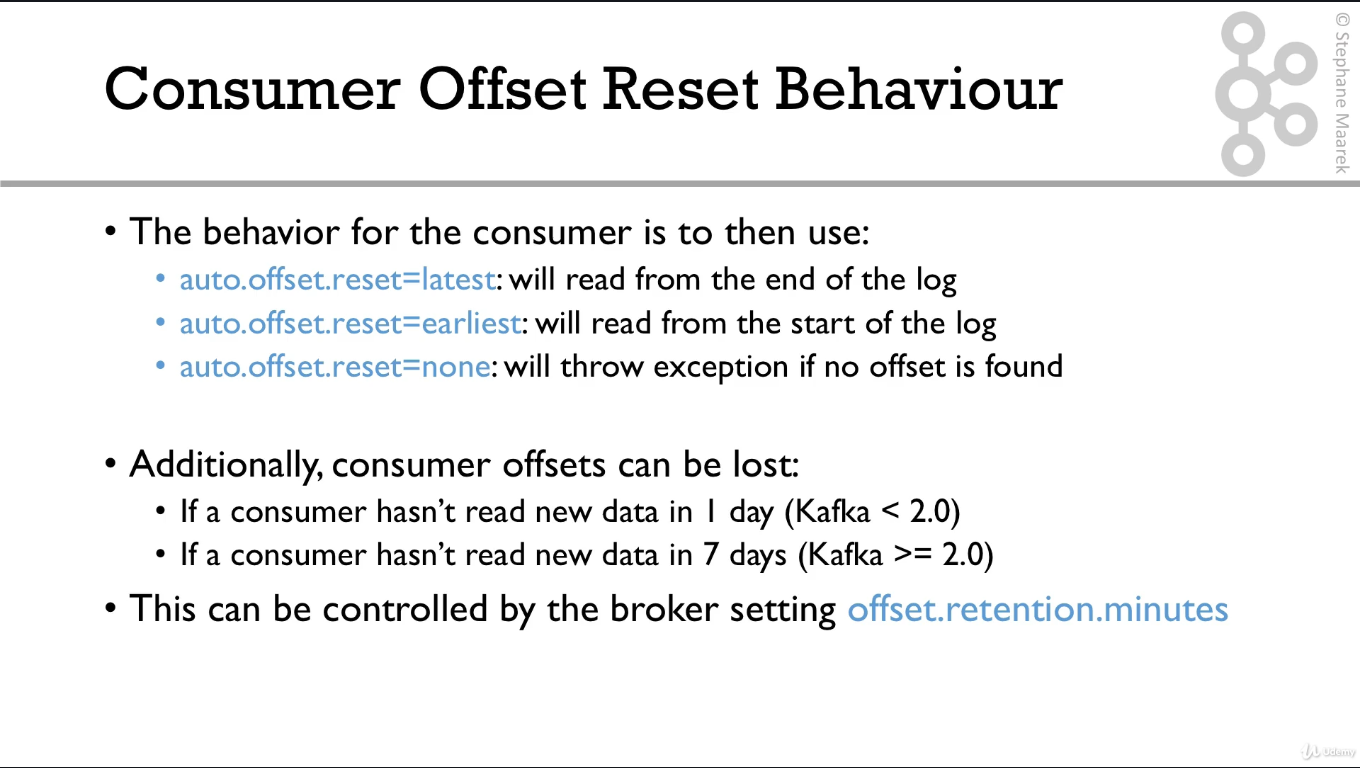 Consumer Offset Reset Behaviour
© Stephane Maarek
• The behavior for the consumer is to then use:
• auto.offset.reset=latest: will read from the end of the log
• auto.offset.reset=earliest: will read from the start of the log
• auto.offset.reset=none: will throw exception if no offset is found
• Additionally, consumer offsets can be lost:
• If a consumer hasn’t read new data in 1 day (Kafka < 2.0)
• If a consumer hasn’t read new data in 7 days (Kafka >= 2.0)
• This can be controlled by the broker setting offset.retention.minutes
Udemy